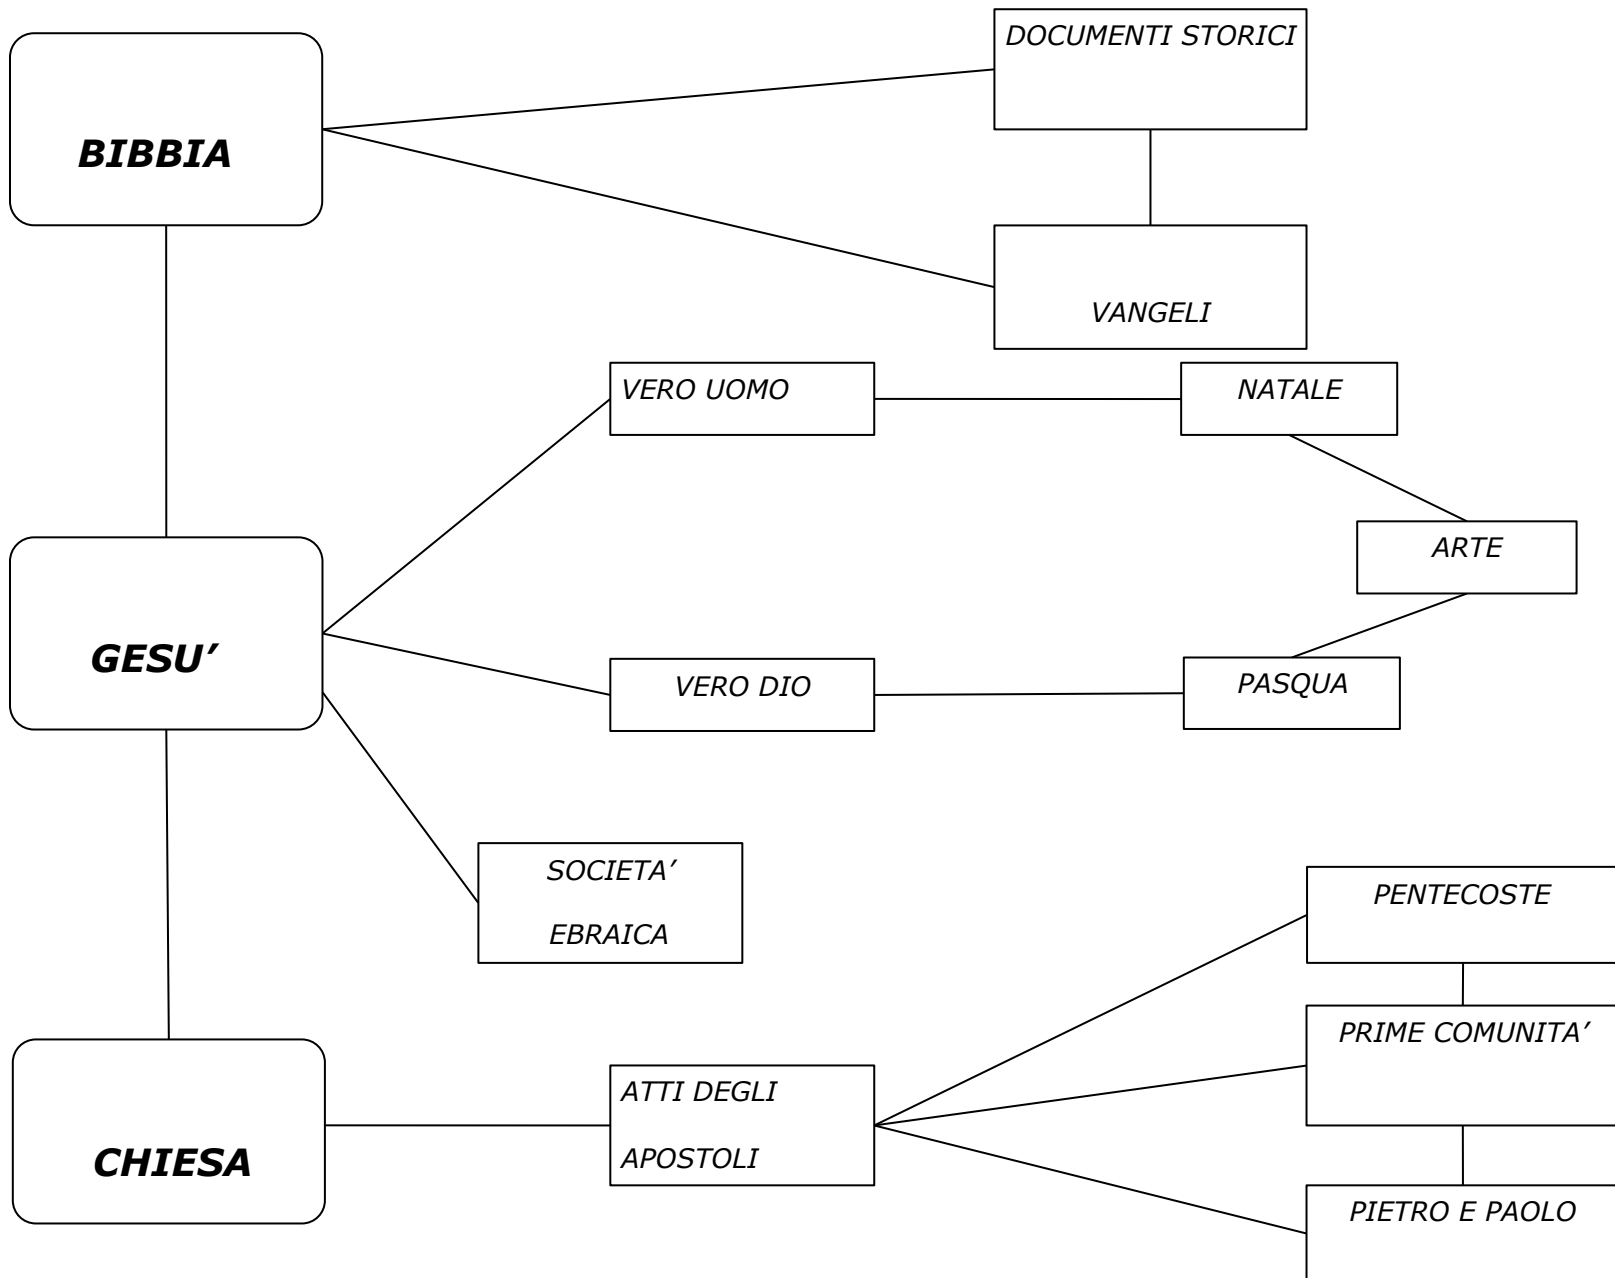 DOCUMENTI STORICI
BIBBIA
VANGELI
VERO UOMO
NATALE
ARTE
GESU’
VERO DIO
PASQUA
SOCIETA’
EBRAICA
PENTECOSTE
PRIME COMUNITA’
ATTI DEGLI
APOSTOLI
CHIESA
PIETRO E PAOLO